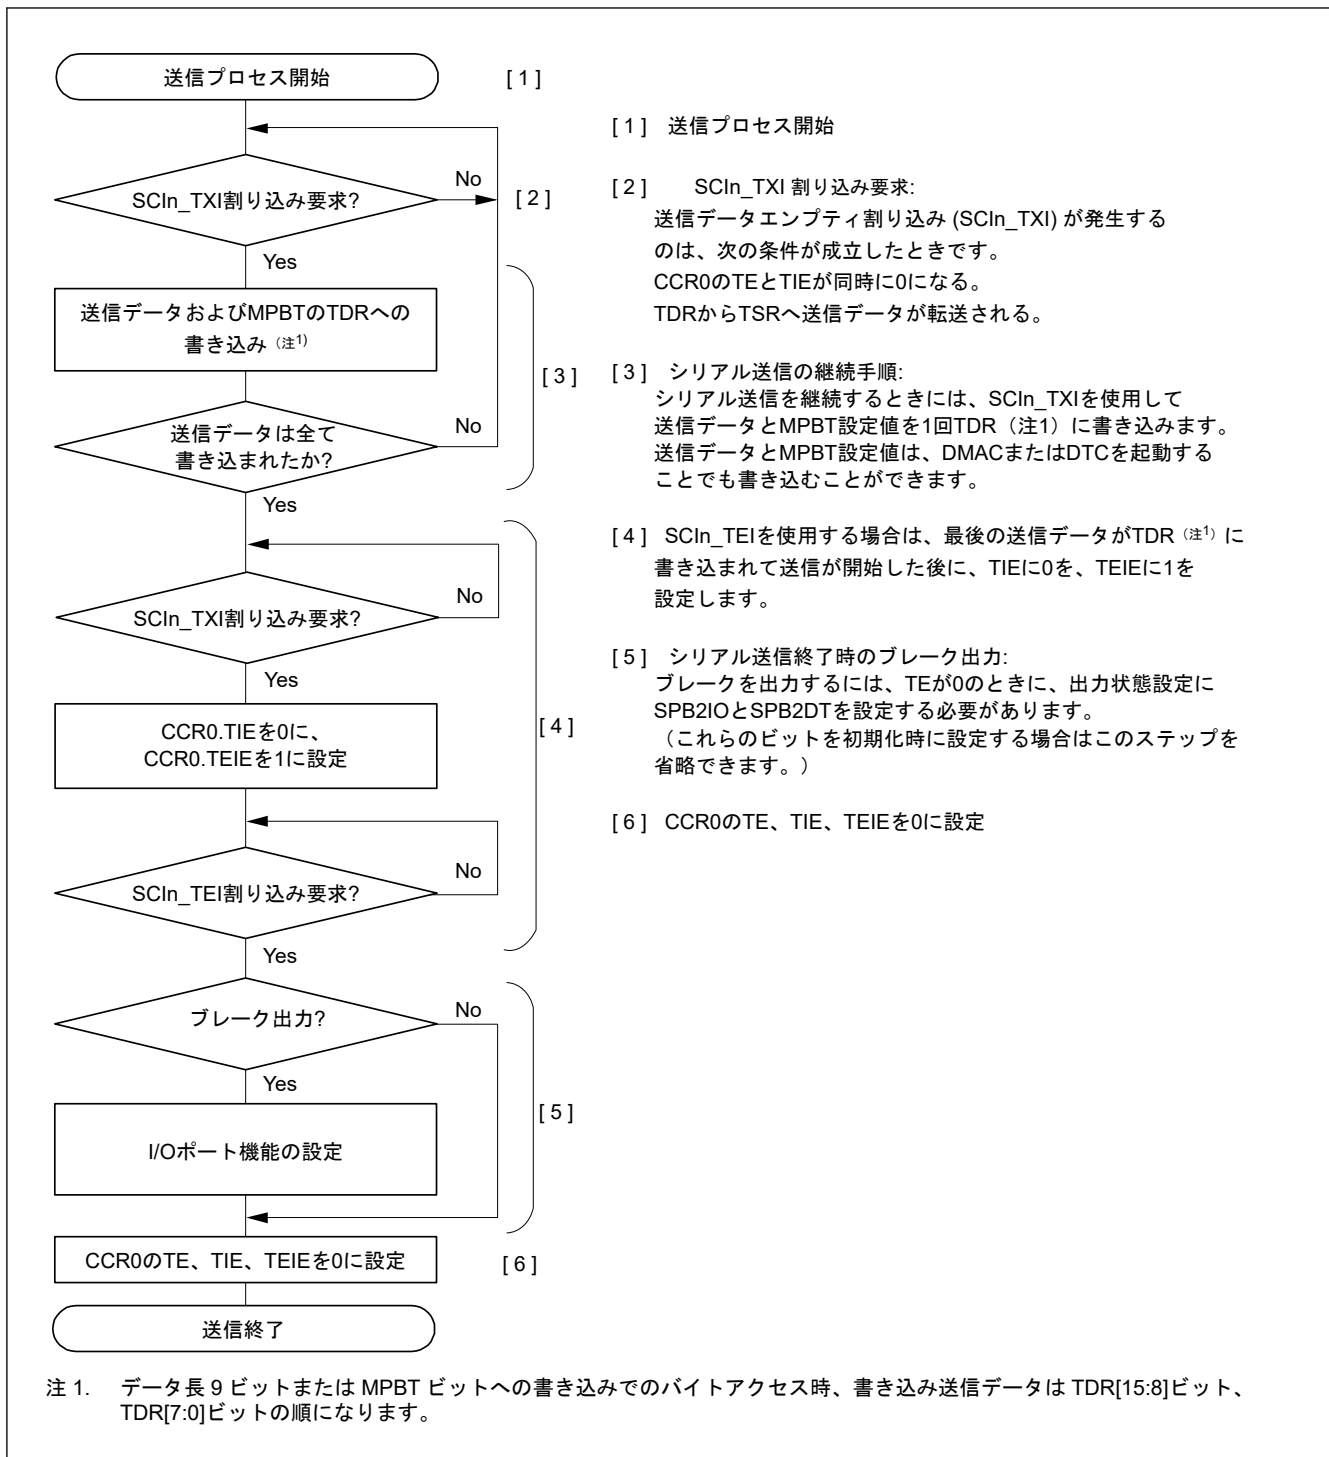 送信プロセス開始
[ 1 ]
SCIn_TXI割り込み要求?
No
[ 2 ]
Yes
送信データおよびMPBTのTDRへの
書き込み（注1)
[ 3 ]
送信データは全て
書き込まれたか?
No
Yes
SCIn_TXI割り込み要求?
No
Yes
CCR0.TIEを0に、
CCR0.TEIEを1に設定
[ 4 ]
SCIn_TEI割り込み要求?
No
Yes
ブレーク出力?
No
Yes
I/Oポート機能の設定
[ 5 ]
CCR0のTE、TIE、TEIEを0に設定
[ 6 ]
送信終了
[ 1 ] 送信プロセス開始
[ 2 ] SCIn_TXI 割り込み要求:
送信データエンプティ割り込み (SCIn_TXI) が発生する
のは、次の条件が成立したときです。
CCR0のTEとTIEが同時に0になる。
TDRからTSRへ送信データが転送される。
[ 3 ] シリアル送信の継続手順:
シリアル送信を継続するときには、SCIn_TXIを使用して
送信データとMPBT設定値を1回TDR（注1）に書き込みます。
送信データとMPBT設定値は、DMACまたはDTCを起動する
ことでも書き込むことができます。
[ 4 ] SCIn_TEIを使用する場合は、最後の送信データがTDR（注1）に
書き込まれて送信が開始した後に、TIEに0を、TEIEに1を
設定します。
[ 5 ] シリアル送信終了時のブレーク出力:
ブレークを出力するには、TEが0のときに、出力状態設定に
SPB2IOとSPB2DTを設定する必要があります。
（これらのビットを初期化時に設定する場合はこのステップを
省略できます。）
[ 6 ] CCR0のTE、TIE、TEIEを0に設定
注 1. データ長 9 ビットまたは MPBT ビットへの書き込みでのバイトアクセス時、書き込み送信データは TDR[15:8]ビット、
TDR[7:0]ビットの順になります。